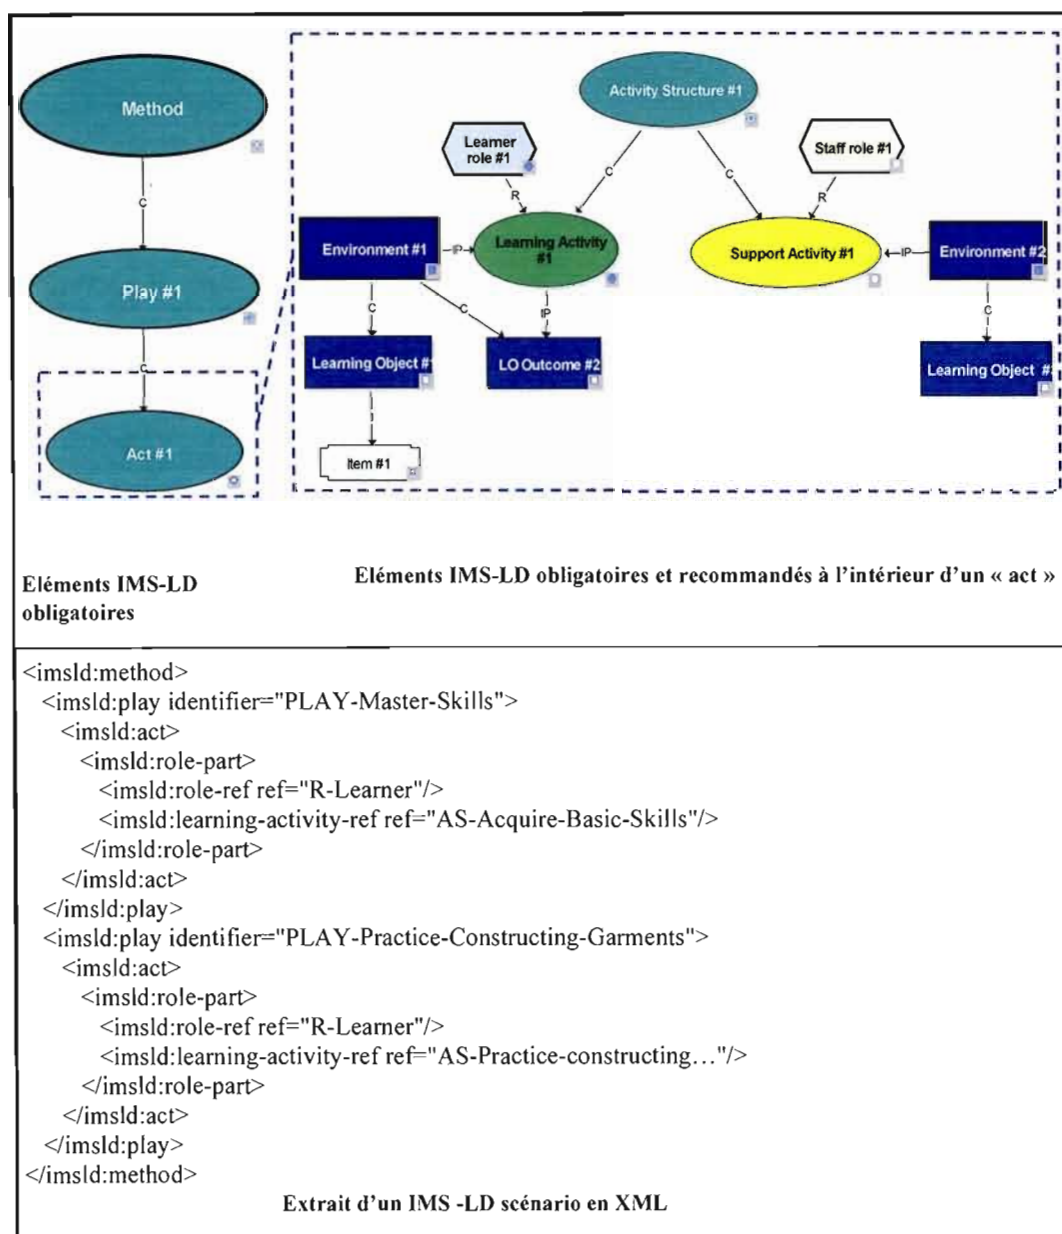 Method
C
Play #1
C
Act #1
Activity Structure #1
Learner
role #1
Staff role #1
C
C
R
R
Environment #1
IP
Learning Activity
#1
Support Activity #1
IP
Environment #2
C
C
IP
C
Learning Object #1
LO Outcome #2
Learning Object #
I
Item #1
Eléments IMS-LD
obligatoires
Eléments IMS-LD obligatoires et recommandés à l'intérieur d'un « act »
<imsld:method>
<imsld:play identifier="PLAY-Master-Skills">
<imsld:act>
<imsld:role-part>
<imsld:role-ref ref="R-Learner"/>
<imsld:learning-activity-ref ref="AS-Acquire-Basic-Skills"/>
</imsld:role-part>
</imsld:act>
</imsld:play>
<imsld:play identifier="PLAY-Practice-Constructing-Garments">
<imsld:act>
<imsld:role-part>
<imsld:role-ref ref="R-Learner"/>
<imsld:learning-activity-ref ref="AS-Practice-constructing…"/>
</imsld:role-part>
</imsld:act>
</imsld:play>
</imsld:method>
Extrait d'un IMS -LD scénario en XML